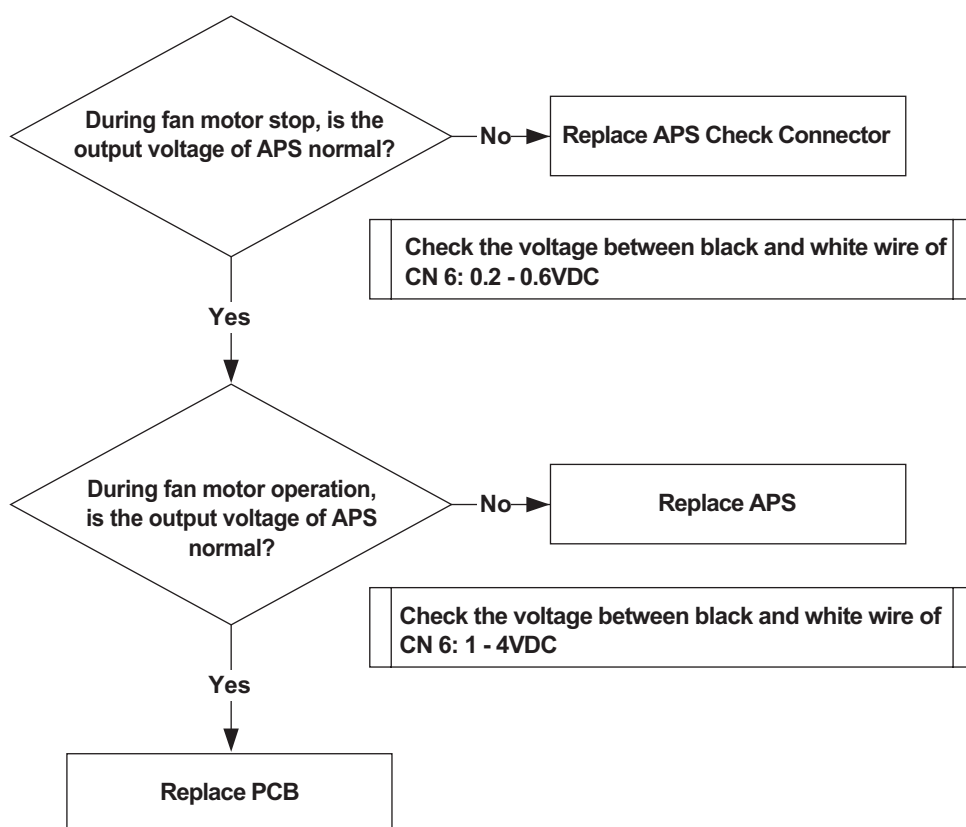 During fan motor stop, is the
output voltage of APS normal?
No
Replace APS Check Connector
Check the voltage between black and white wire of
CN 6: 0.2 - 0.6VDC
Yes
During fan motor operation,
is the output voltage of APS
normal?
No
Replace APS
Check the voltage between black and white wire of
CN 6: 1 - 4VDC
Yes
Replace PCB